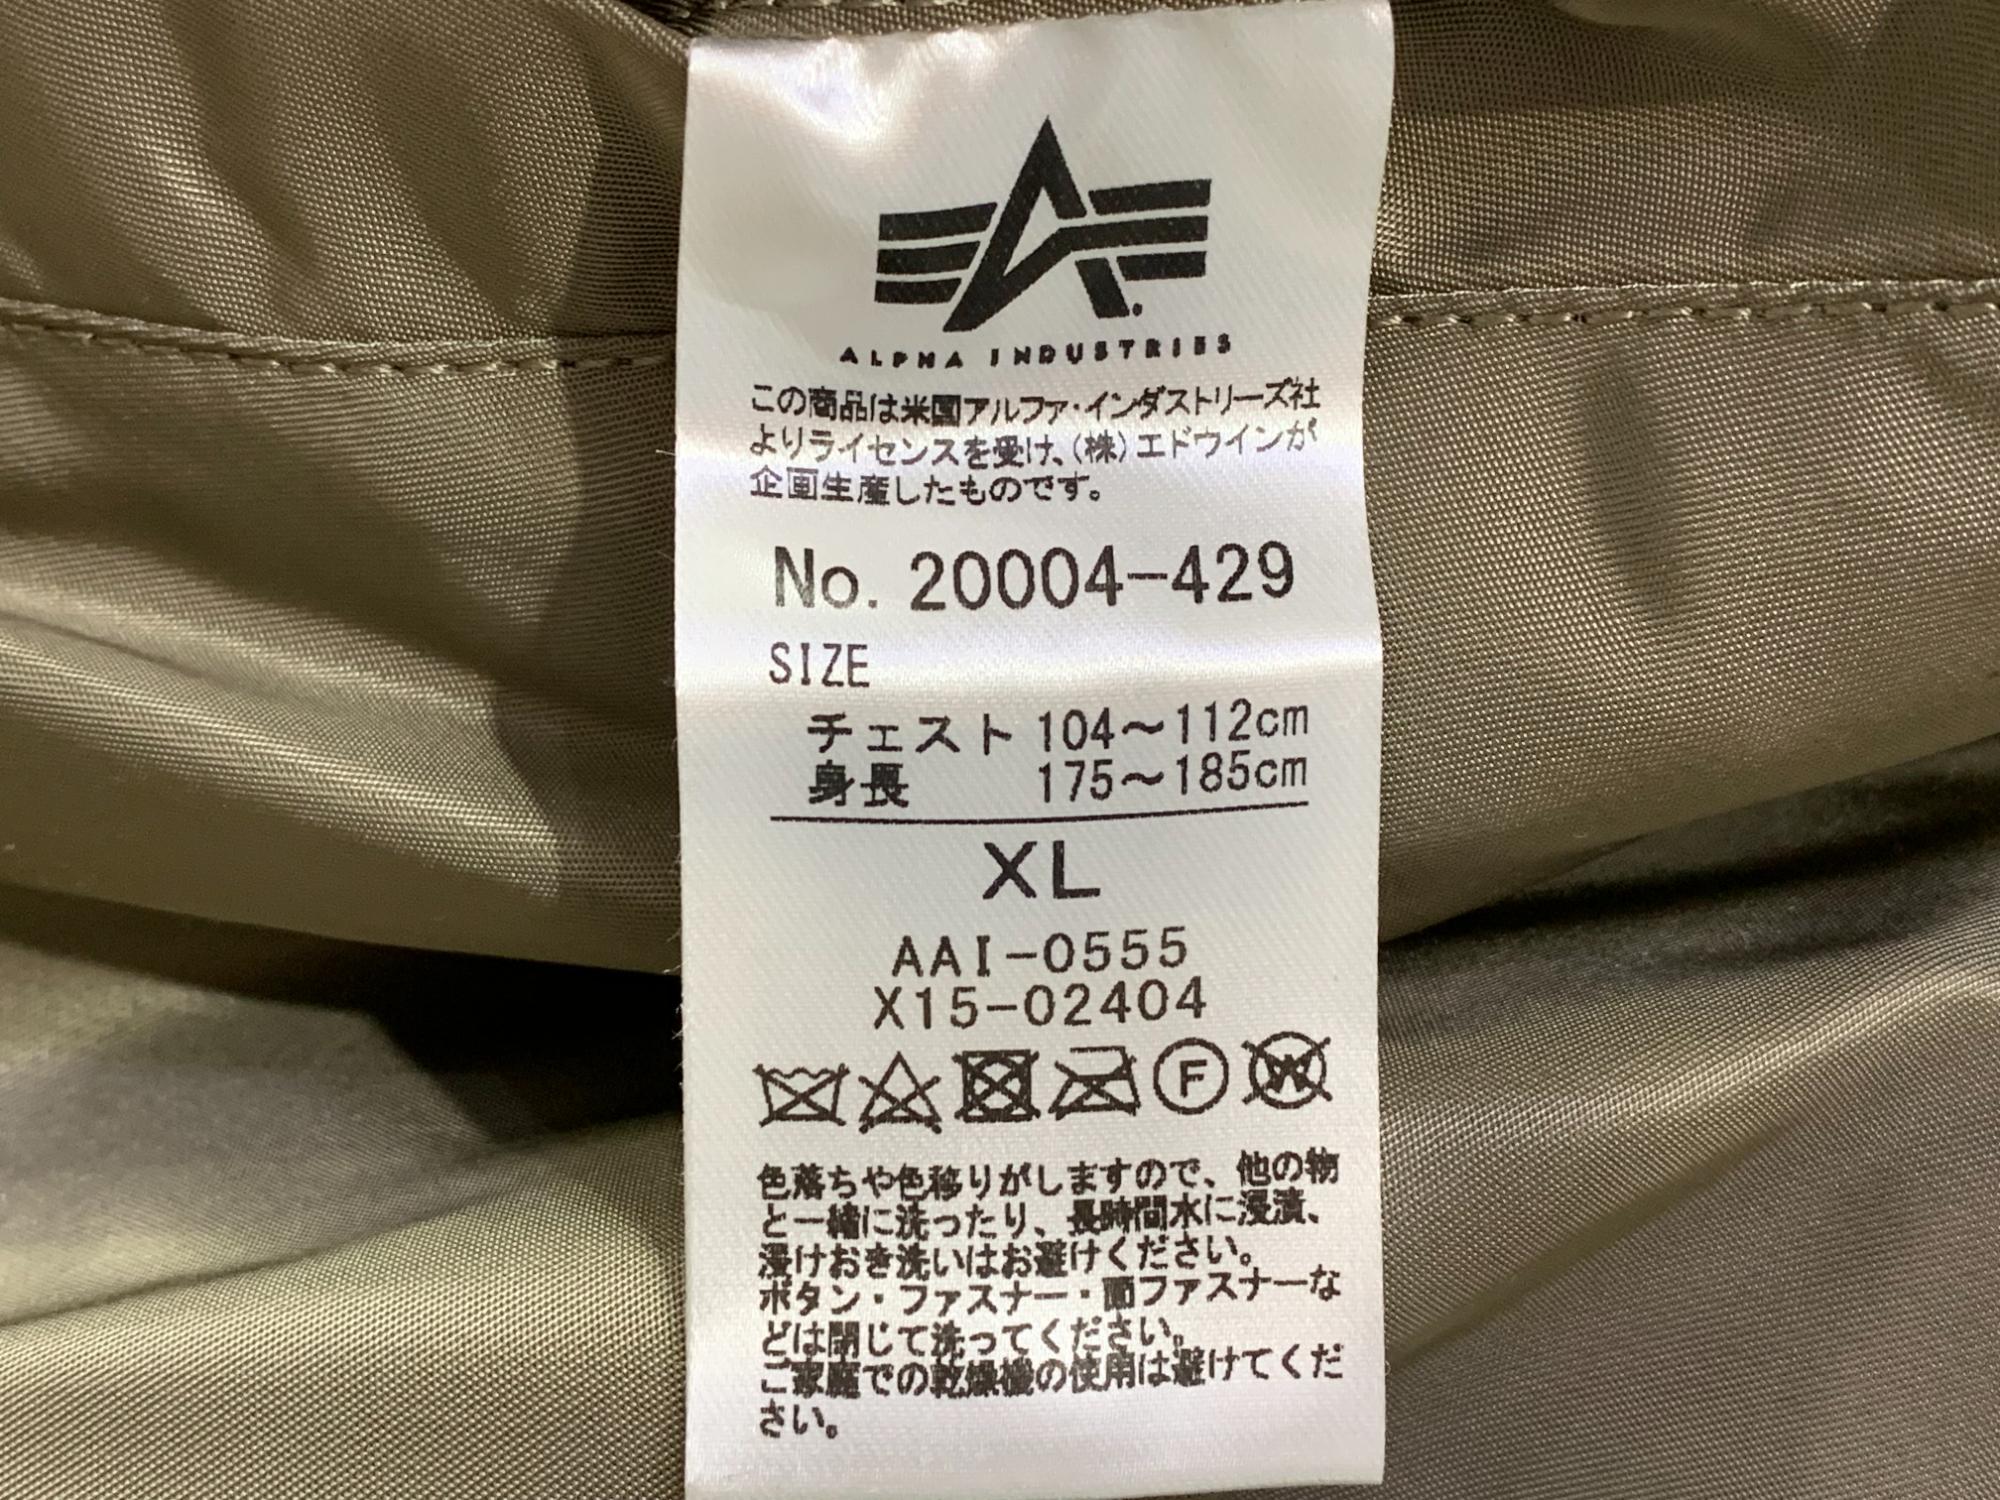 ALPHA INDUSTRIES
この商品は米国アルファ・インダストリーズ社
よりライセンスを受け、(株)エドウインが
企画生産したものです。
No. 20004-429
SIZE
チェスト 104～112cm
身長 175～185cm
XL
AAI-0555
X15-02404
F W
色落ちや色移りがしますので、他の物
と一緒に洗ったり、長時間水に浸漬、
浸けおき洗いはお避けください。
ボタン・ファスナー・面ファスナーな
どは閉じて洗ってください。
ご家庭での乾燥機の使用は避けてくだ
さい。